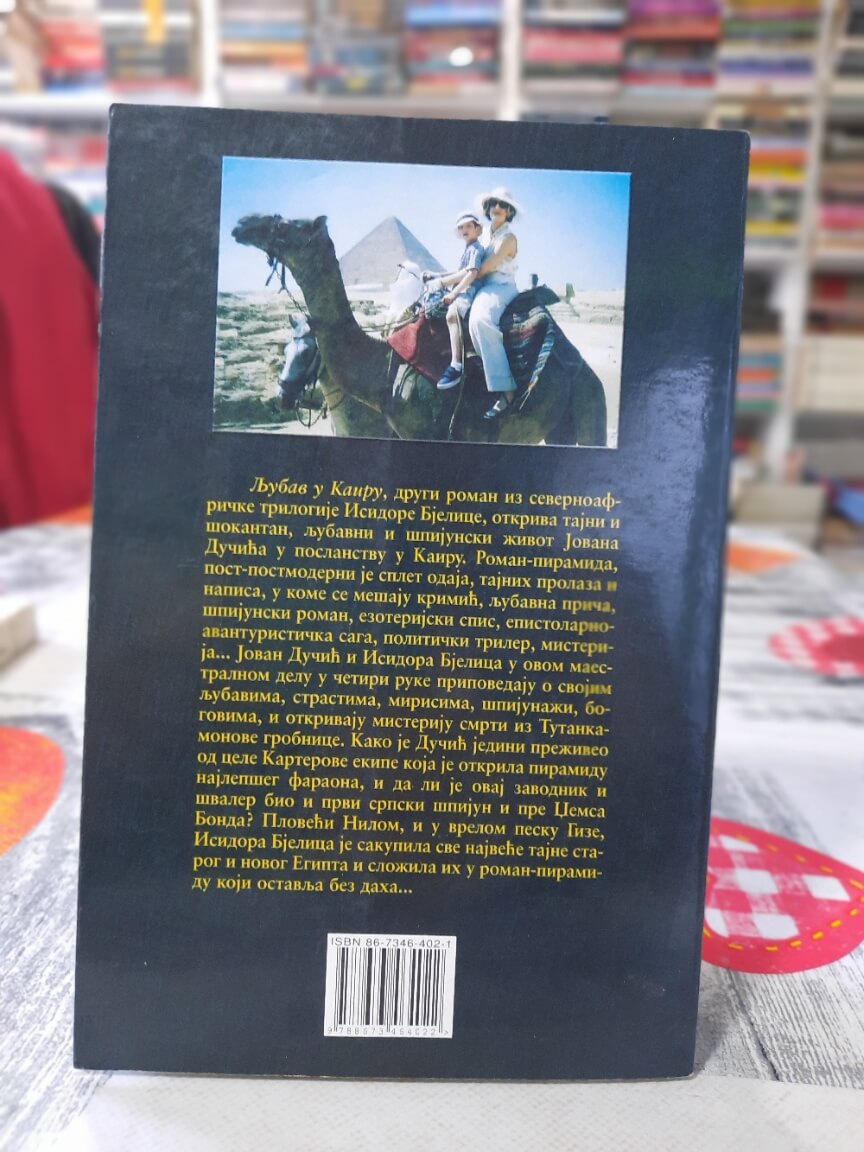 Љубав у Каиру, други роман из северноаф-
ричке трилогије Исидоре Бјелице, открива тајни и
шокантан, љубавни и шпијунски живот Јована
Дучића у посланству у Каиру. Роман-пирамида,
пост-постмодерни је сплет одаја, тајних пролаза и
написа, у коме се мешају кримић, љубавна прича,
шпијунски роман, езотеријски спис, епистоларно-
авантуристичка сага, политички трилер, мистери-
ја... Јован Дучић и Исидора Бјелица у овом маес-
тралном делу у четири руке приповедају о својим
љубавима, страстима, мирисима, шпијунажи, бо-
говима, и откривају мистерију смрти из Тутанка-
монове гробнице. Како је Дучић једини преживео
од целе Картерове екипе која је открила пирамиду
најлепшег фараона, и да ли је овај заводник и
швалер био и први српски шпијун и пре Џемса
Бонда? Пловећи Нилом, и у врелом песку Гизе,
Исидора Бјелица је сакупила све највеће тајне ста-
рог и новог Египта и сложила их у роман-пирами-
ду који оставља без даха...
ISBN 86-7346-402-1
9 788673 464022 >